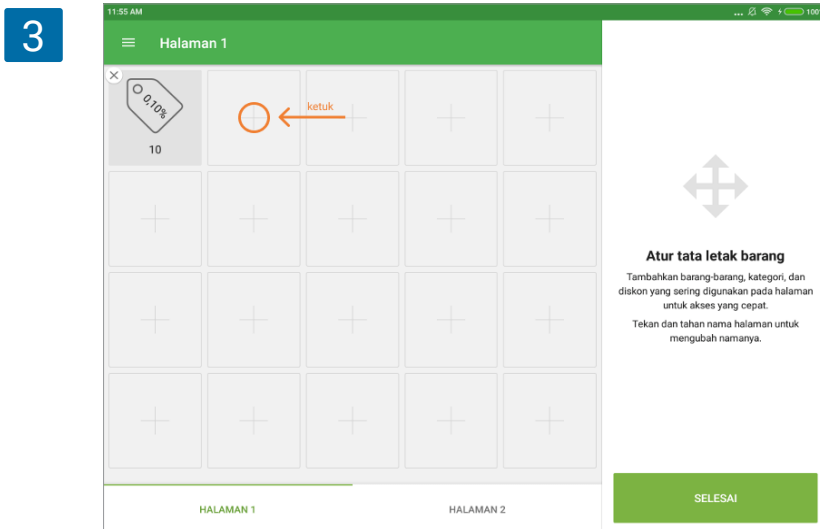 3
11:55 AM
... 100
Halaman 1
0,10%
10
ketuk
Atur tata letak barang
Tambahkan barang-barang, kategori, dan
diskon yang sering digunakan pada halaman
untuk akses yang cepat.
Tekan dan tahan nama halaman untuk
mengubah namanya.
SELESAI
HALAMAN 1
HALAMAN 2